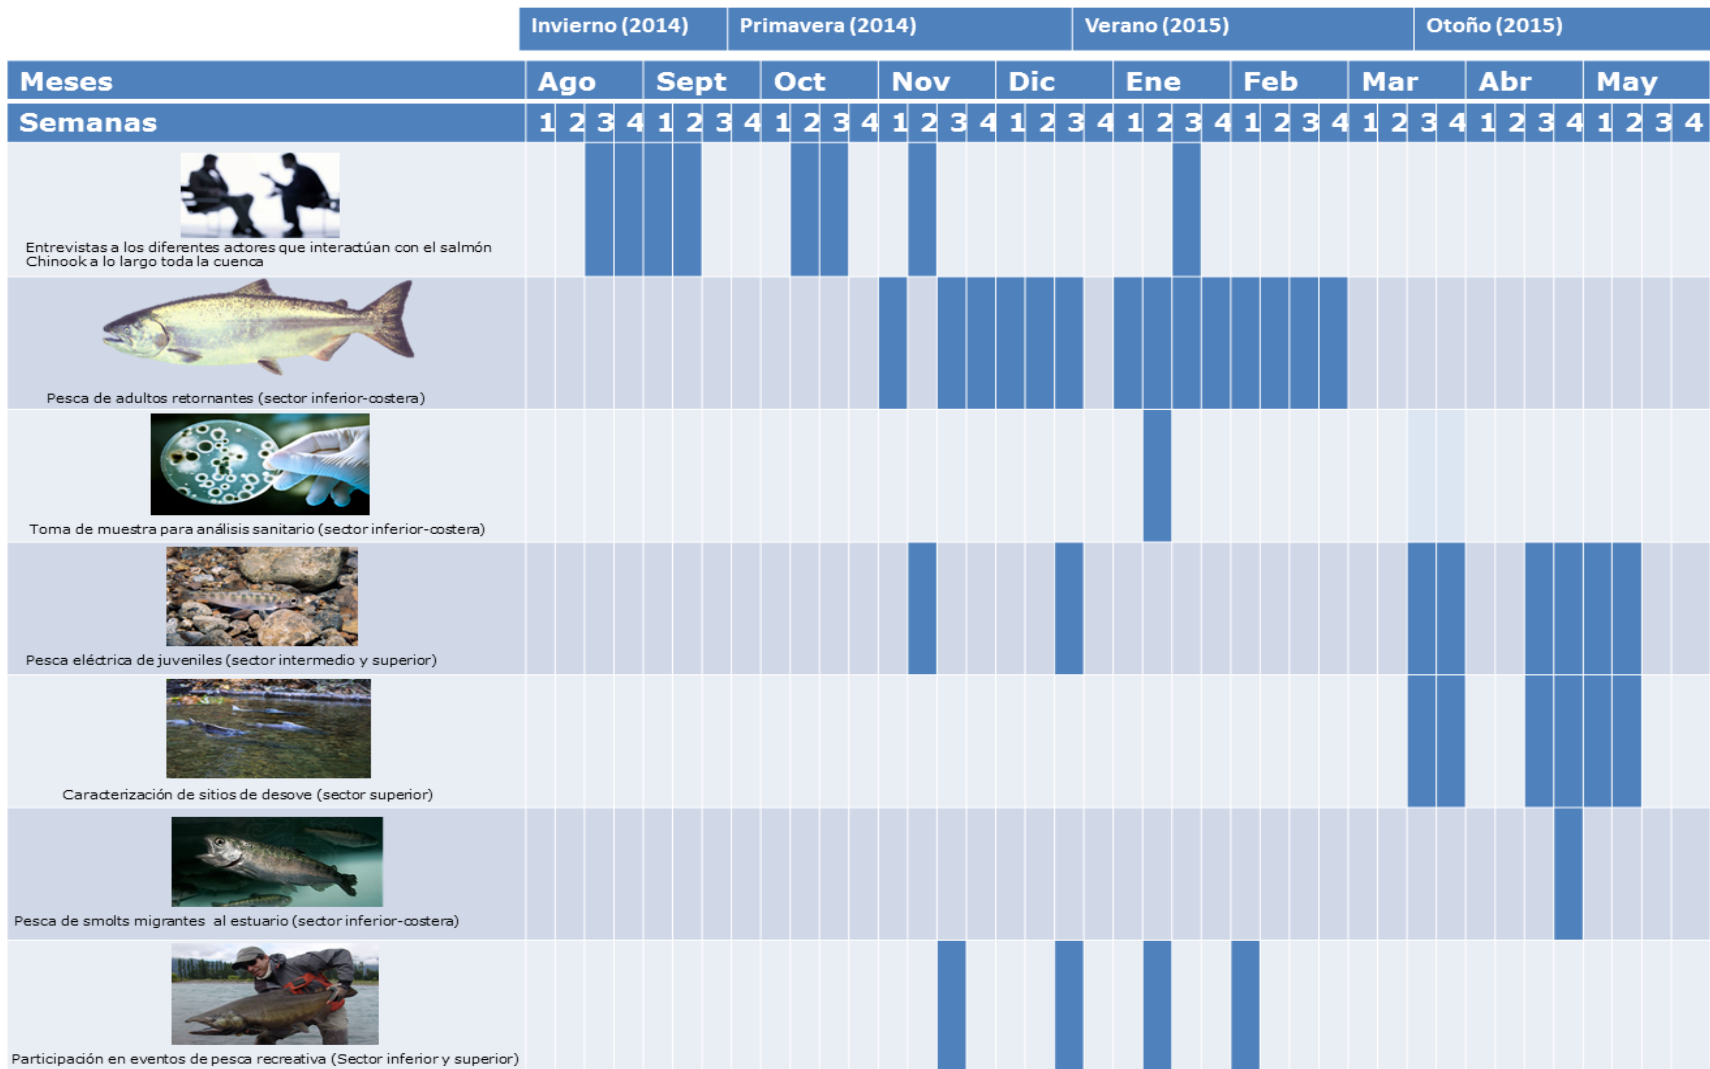 Invierno (2014) Primavera (2014) Verano (2015) Otoño (2015)
Meses Ago Sept Oct Nov Dic Ene Feb Mar Abr May
Semanas 1 2 3 4 1 2 3 4 1 2 3 4 1 2 3 4 1 2 3 4 1 2 3 4 1 2 3 4 1 2 3 4 1 2 3 4 1 2 3 4
Entrevistas a los diferentes actores que interactúan con el salmón
Chinook a lo largo toda la cuenca
Pesca de adultos retornantes (sector inferior-costera)
Toma de muestra para análisis sanitario (sector inferior-costera)
Pesca eléctrica de juveniles (sector intermedio y superior)
Caracterización de sitios de desove (sector superior)
Pesca de smolts migrantes al estuario (sector inferior-costera)
Participación en eventos de pesca recreativa (Sector inferior y superior)